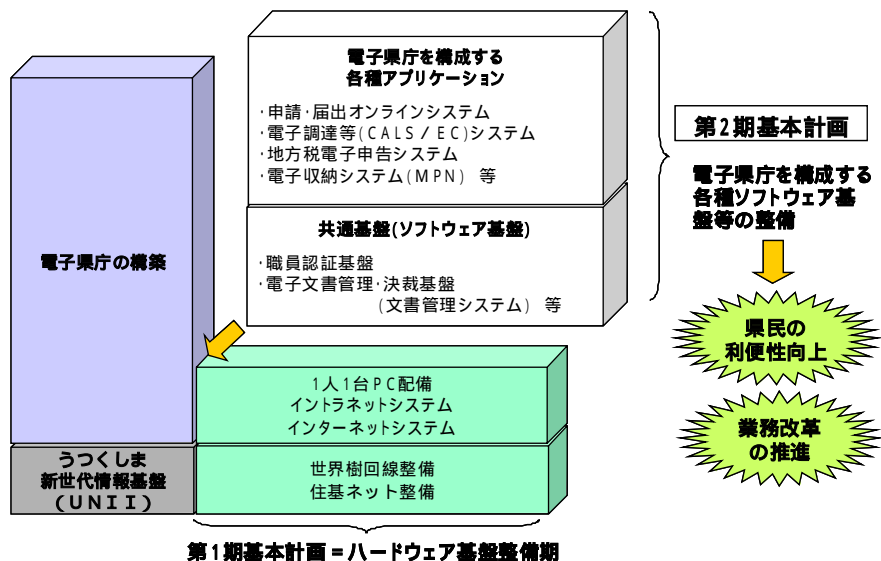 電子県庁を構成する
各種アプリケーション
・申請・届出オンラインシステム
・電子調達等(CALS/EC)システム
・地方税電子申告システム
・電子収納システム(MPN) 等
共通基盤(ソフトウェア基盤)
・職員認証基盤
・電子文書管理・決裁基盤
(文書管理システム) 等
第2期基本計画
電子県庁を構成する
各種ソフトウェア基
盤等の整備
県民の
利便性向上
業務改革
の推進
電子県庁の構築
1人1台PC配備
イントラネットシステム
インターネットシステム
うつくしま
新世代情報基盤
(UNII)
世界樹回線整備
住基ネット整備
第1期基本計画=ハードウェア基盤整備期